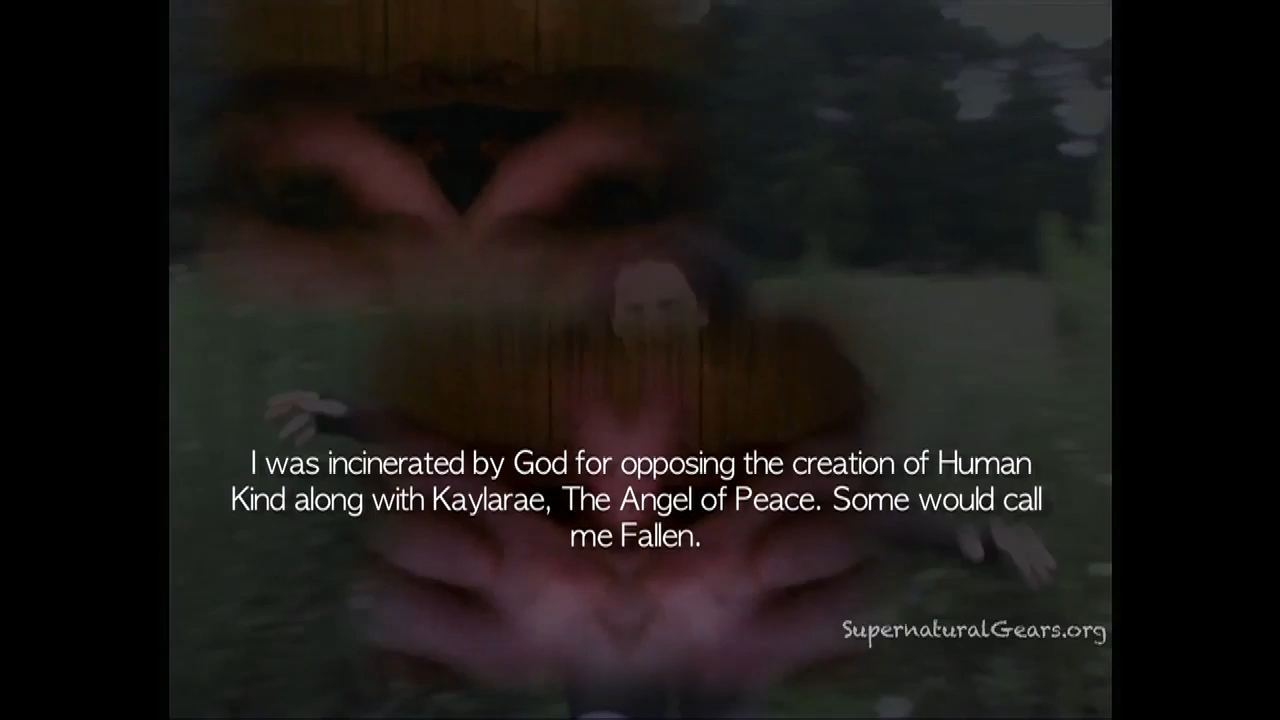 I was incinerated by God for opposing the creation of Human
Kind along with Kaylarae, The Angel of Peace. Some would call
me Fallen.
SupernaturalGears.org